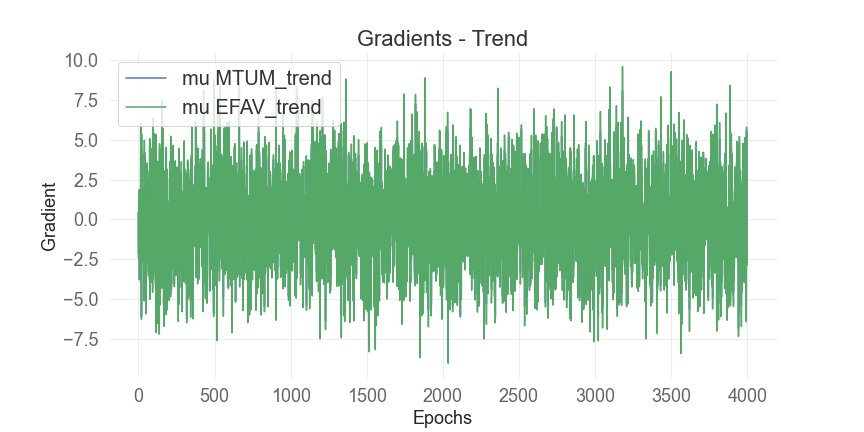 Gradients - Trend
mu MTUM_trend
mu EFAV_trend
Gradient
10.0
7.5
5.0
2.5
0.0
−2.5
−5.0
−7.5
0 500 1000 1500 2000 2500 3000 3500 4000
Epochs